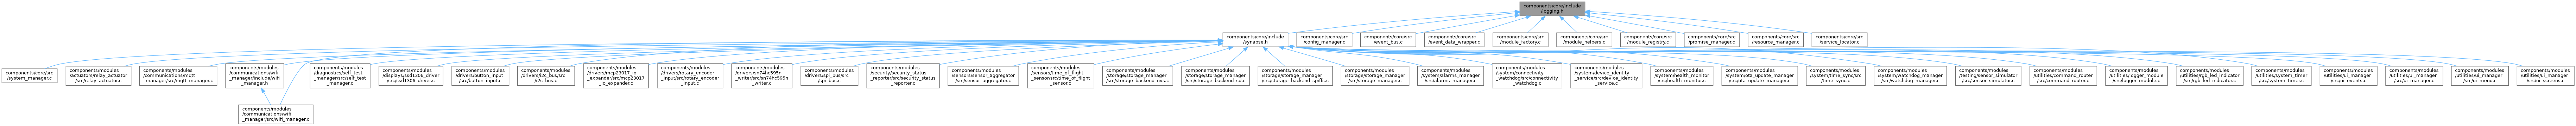 components/core/include
/logging.h
components/core/include
/synapse.h
components/core/src
/config_manager.c
components/core/src
/event_bus.c
components/core/src
/event_data_wrapper.c
components/core/src
/module_factory.c
components/core/src
/module_helpers.c
components/core/src
/module_registry.c
components/core/src
/promise_manager.c
components/core/src
/resource_manager.c
components/core/src
/service_locator.c
components/core/src
/system_manager.c
components/modules
/actuators/relay_actuator
/src/relay_actuator.c
components/modules
/communications/mqtt
_manager/src/mqtt_manager.c
components/modules
/communications/wifi
_manager/include/wifi
_manager.h
components/modules
/diagnostics/self_test
_manager/src/self_test
_manager.c
components/modules
/displays/ssd1306_driver
/src/ssd1306_driver.c
components/modules
/drivers/button_input
/src/button_input.c
components/modules
/drivers/i2c_bus/src
/i2c_bus.c
components/modules
/drivers/mcp23017_io
_expander/src/mcp23017
_io_expander.c
components/modules
/drivers/rotary_encoder
_input/src/rotary_encoder
_input.c
components/modules
/drivers/sn74hc595n
_writer/src/sn74hc595n
_writer.c
components/modules
/drivers/spi_bus/src
/spi_bus.c
components/modules
/security/security_status
_reporter/src/security_status
_reporter.c
components/modules
/sensors/sensor_aggregator
/src/sensor_aggregator.c
components/modules
/sensors/time_of_flight
_sensor/src/time_of_flight
_sensor.c
components/modules
/storage/storage_manager
/src/storage_backend_nvs.c
components/modules
/storage/storage_manager
/src/storage_backend_sd.c
components/modules
/storage/storage_manager
/src/storage_backend_spiffs.c
components/modules
/storage/storage_manager
/src/storage_manager.c
components/modules
/system/alarms_manager
/src/alarms_manager.c
components/modules
/system/connectivity
_watchdog/src/connectivity
_watchdog.c
components/modules
/system/device_identity
_service/src/device_identity
_service.c
components/modules
/system/health_monitor
/src/health_monitor.c
components/modules
/system/ota_update_manager
/src/ota_update_manager.c
components/modules
/system/time_sync/src
/time_sync.c
components/modules
/system/watchdog_manager
/src/watchdog_manager.c
components/modules
/testing/sensor_simulator
/src/sensor_simulator.c
components/modules
/utilities/command_router
/src/command_router.c
components/modules
/utilities/logger_module
/src/logger_module.c
components/modules
/utilities/rgb_led_indicator
/src/rgb_led_indicator.c
components/modules
/utilities/system_timer
/src/system_timer.c
components/modules
/utilities/ui_manager
/src/ui_events.c
components/modules
/utilities/ui_manager
/src/ui_manager.c
components/modules
/utilities/ui_manager
/src/ui_menu.c
components/modules
/utilities/ui_manager
/src/ui_screens.c
components/modules
/communications/wifi
_manager/src/wifi_manager.c